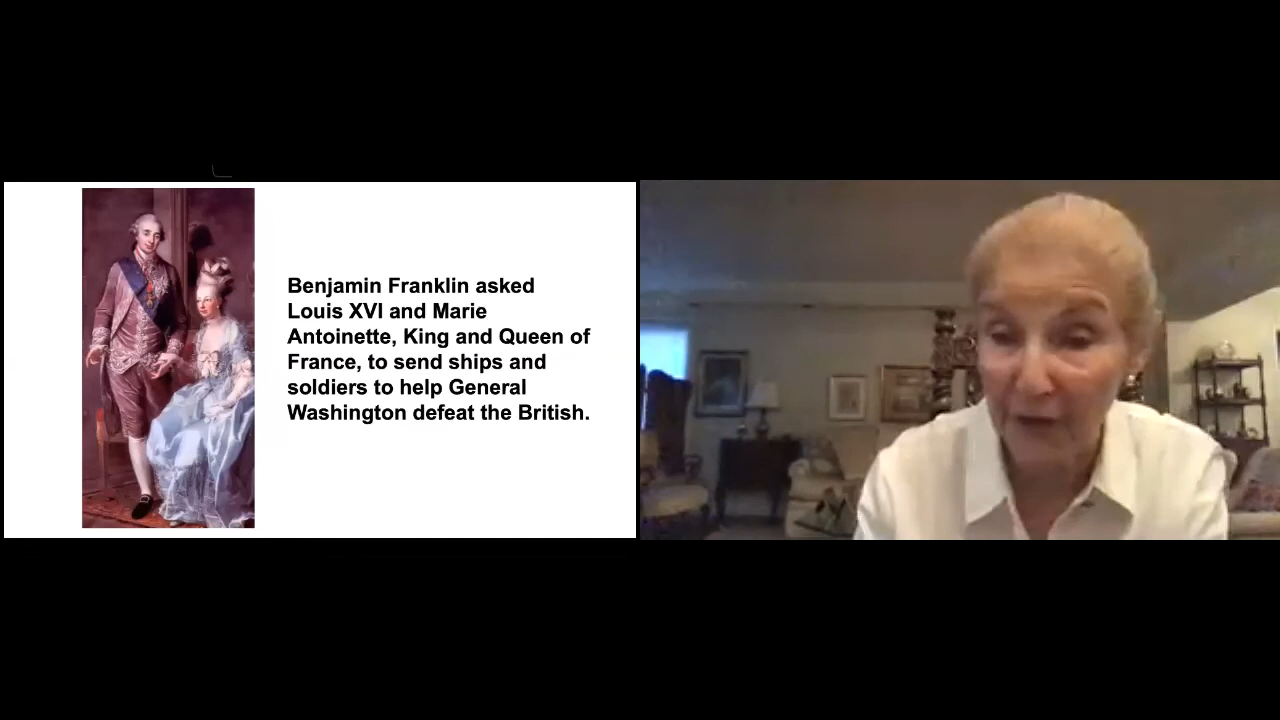 Benjamin Franklin asked
Louis XVI and Marie
Antoinette, King and Queen of
France, to send ships and
soldiers to help General
Washington defeat the British.